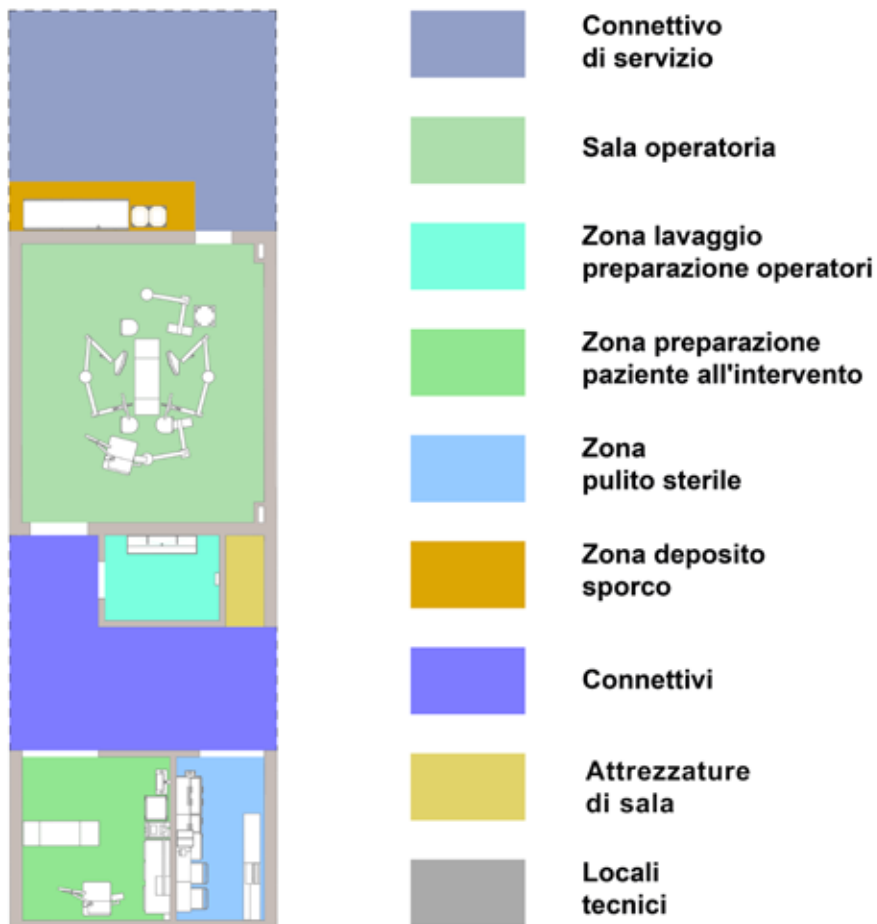 Connettivo
di servizio
Sala operatoria
Zona lavaggio
preparazione operatori
Zona preparazione
paziente all'intervento
Zona
pulito sterile
Zona deposito
sporco
Connettivi
Attrezzature
di sala
Locali
tecnici